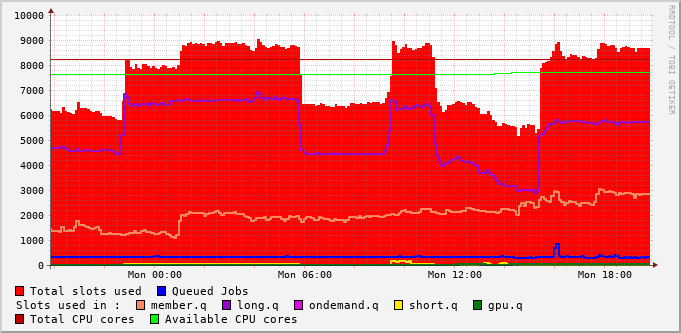 RRDTOOL / TOBI OETIKER
10000
9000
8000
7000
6000
5000
4000
3000
2000
1000
0
Mon 00:00 Mon 06:00 Mon 12:00 Mon 18:00
Total slots used Queued Jobs
Slots used in : member.q long.q ondemand.q short.q gpu.q
Total CPU cores Available CPU cores